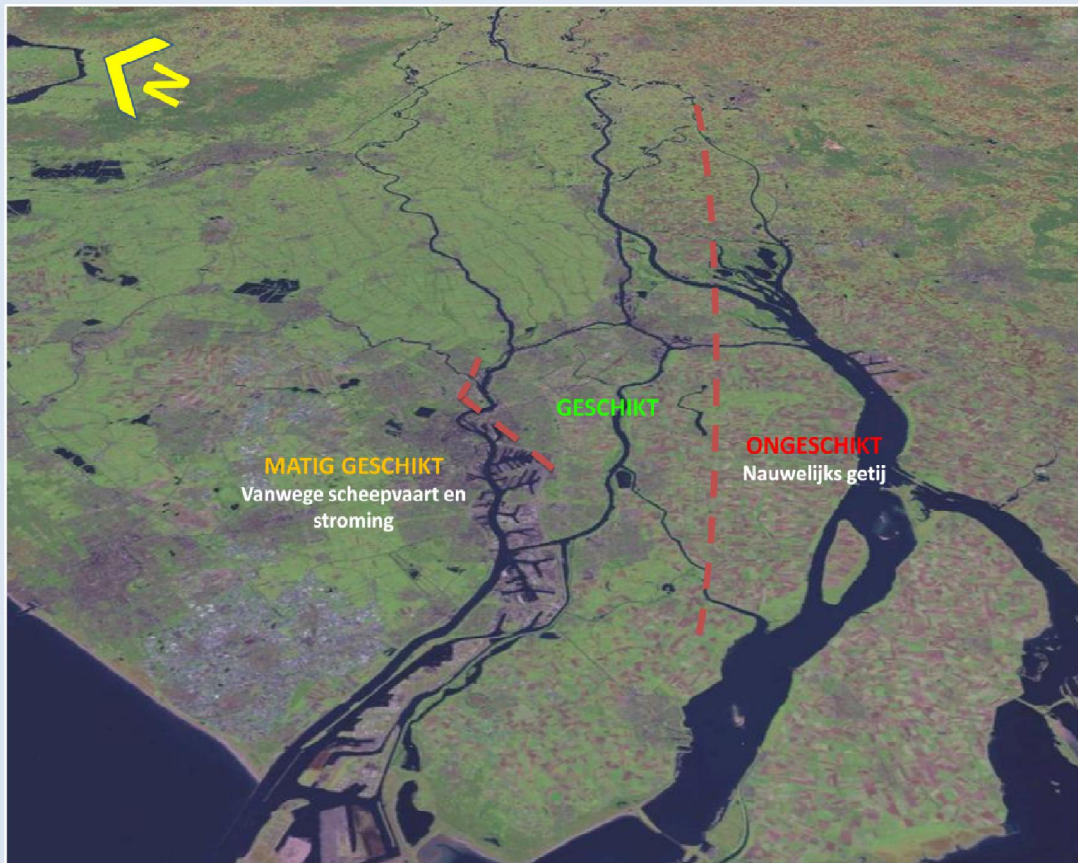 N
GESCHIKT
MATIG GESCHIKT
Vanwege scheepvaart en
stroming
ONGESCHIKT
Nauwelijks getij